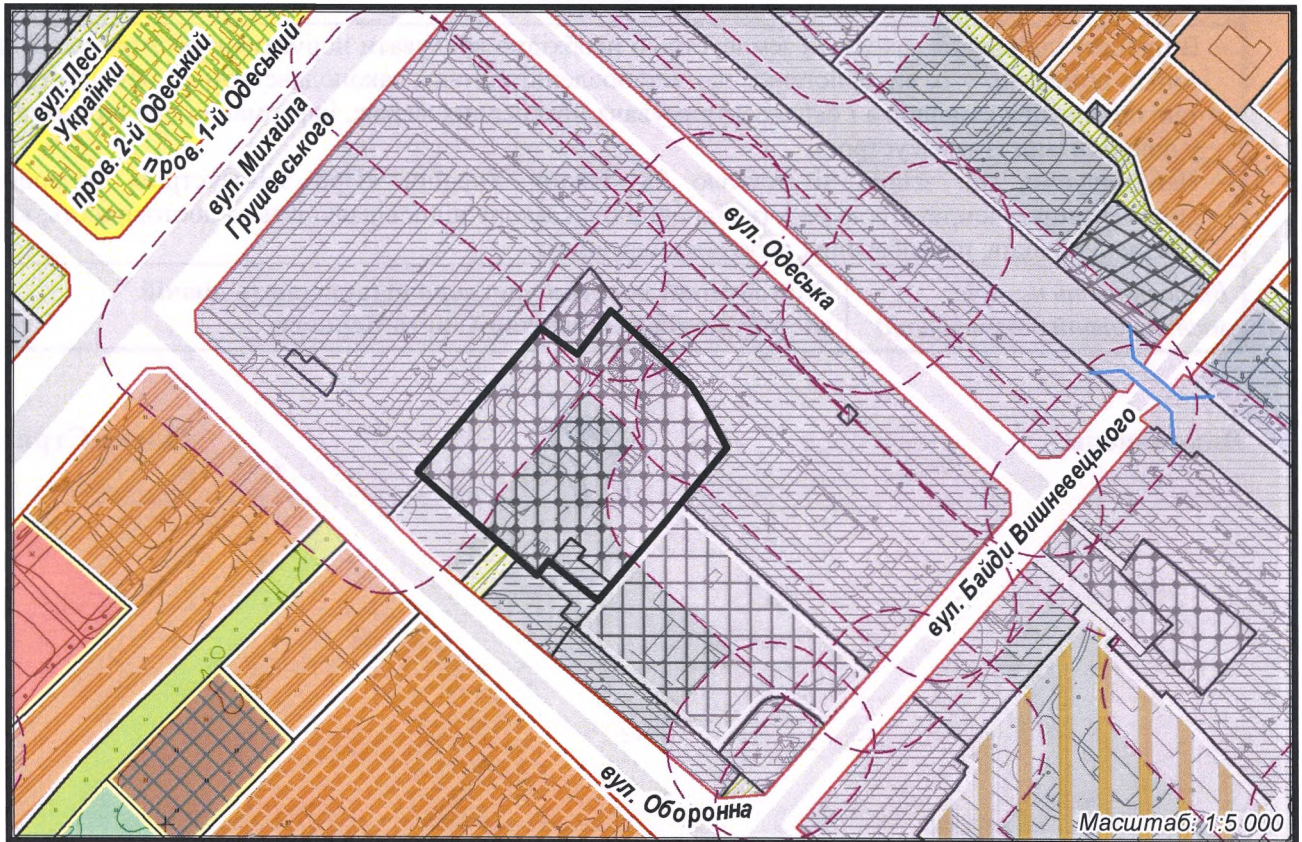 вул. Лесі
Українки
пров. 2-й Одеський
пров. 1-й Одеський
вул. Михайла
Грушевського
вул. Одеська
вул. Байди Вишневецького
вул. Оборонна
Масштаб: 1:5 000